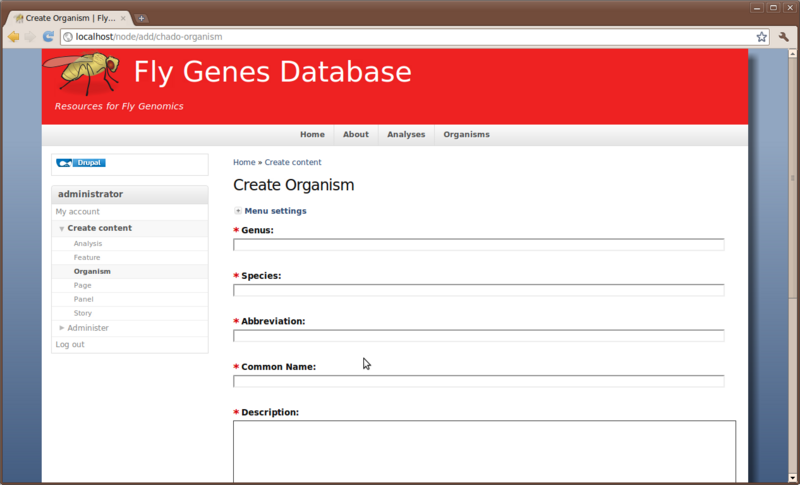 Create Organism | Fly...
localhost/node/add/chado-organism
Fly Genes Database
Resources for Fly Genomics
Home About Analyses Organisms
Drupal
administrator
My account
Create content
Analysis
Feature
Organism
Page
Panel
Story
Administer
Log out
Home » Create content
Create Organism
Menu settings
* Genus:
* Species:
* Abbreviation:
* Common Name:
* Description: